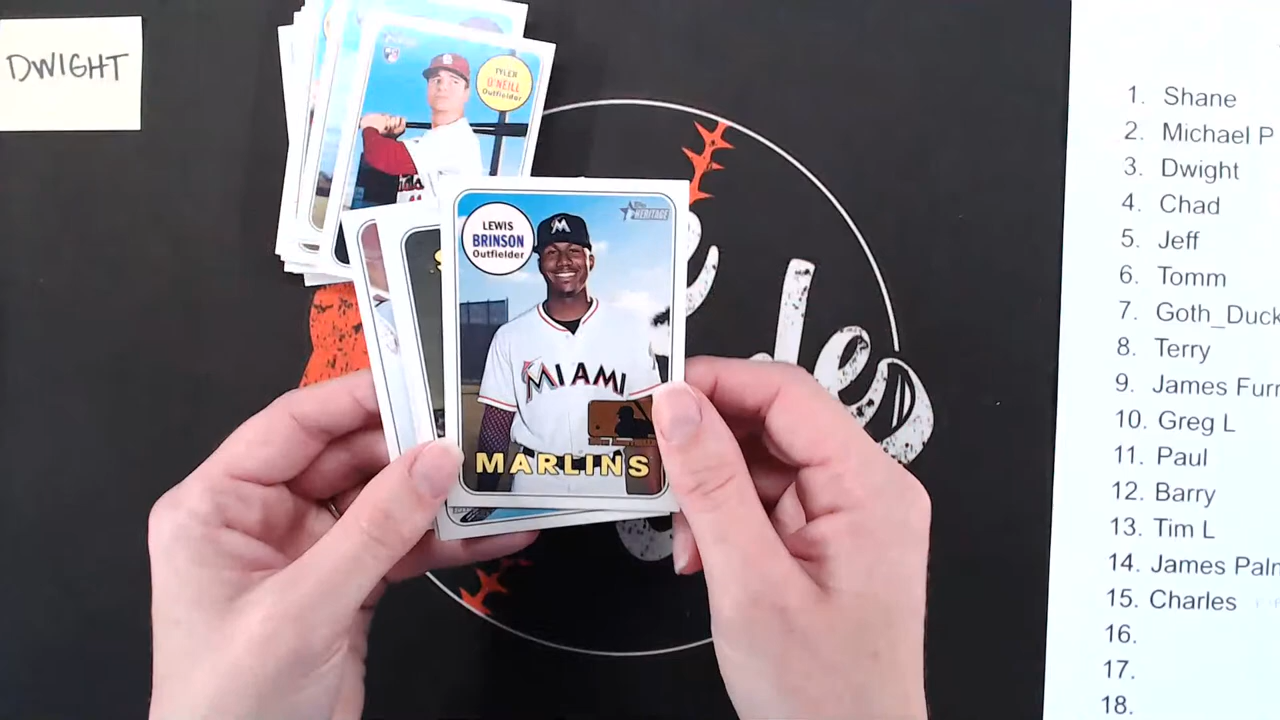 DWIGHT
TYLER
O'NEILL
Outfielder
LEWIS
BRINSON
Outfielder
Topps
HERITAGE
MIAMI
MARLINS
1. Shane
2. Michael P
3. Dwight
4. Chad
5. Jeff
6. Tomm
7. Goth_Duck
8. Terry
9. James Furr
10. Greg L
11. Paul
12. Barry
13. Tim L
14. James Palm
15. Charles
16.
17.
18.